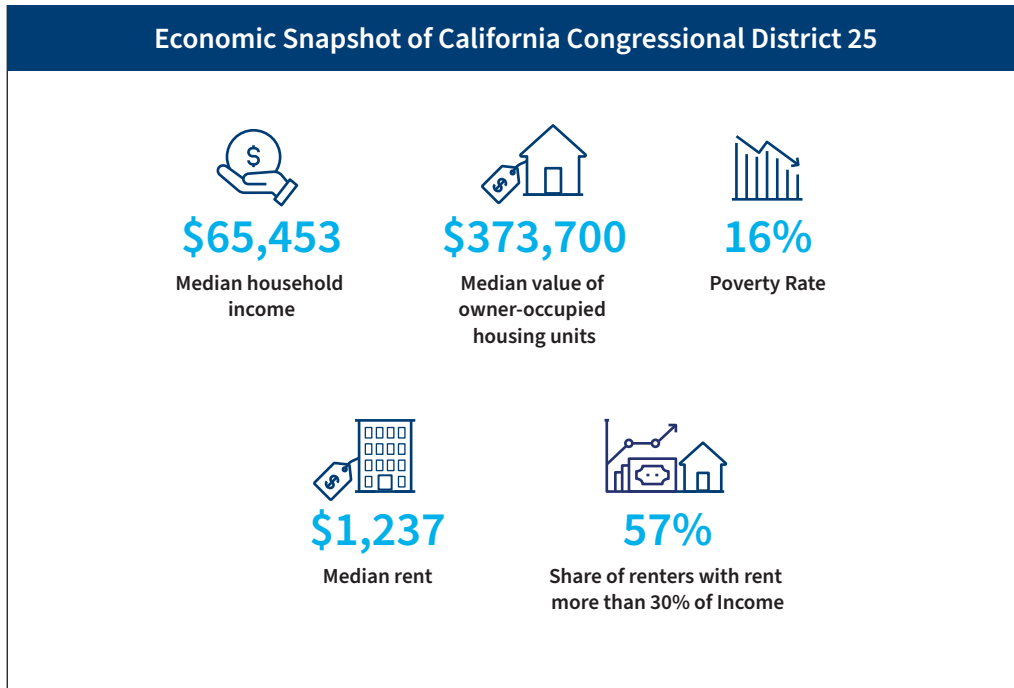 Economic Snapshot of California Congressional District 25
$
$
$65,453
$373,700
16%
Median household
income
Median value of
owner-occupied
housing units
Poverty Rate
$
$1,237
57%
Median rent
Share of renters with rent
more than 30% of Income